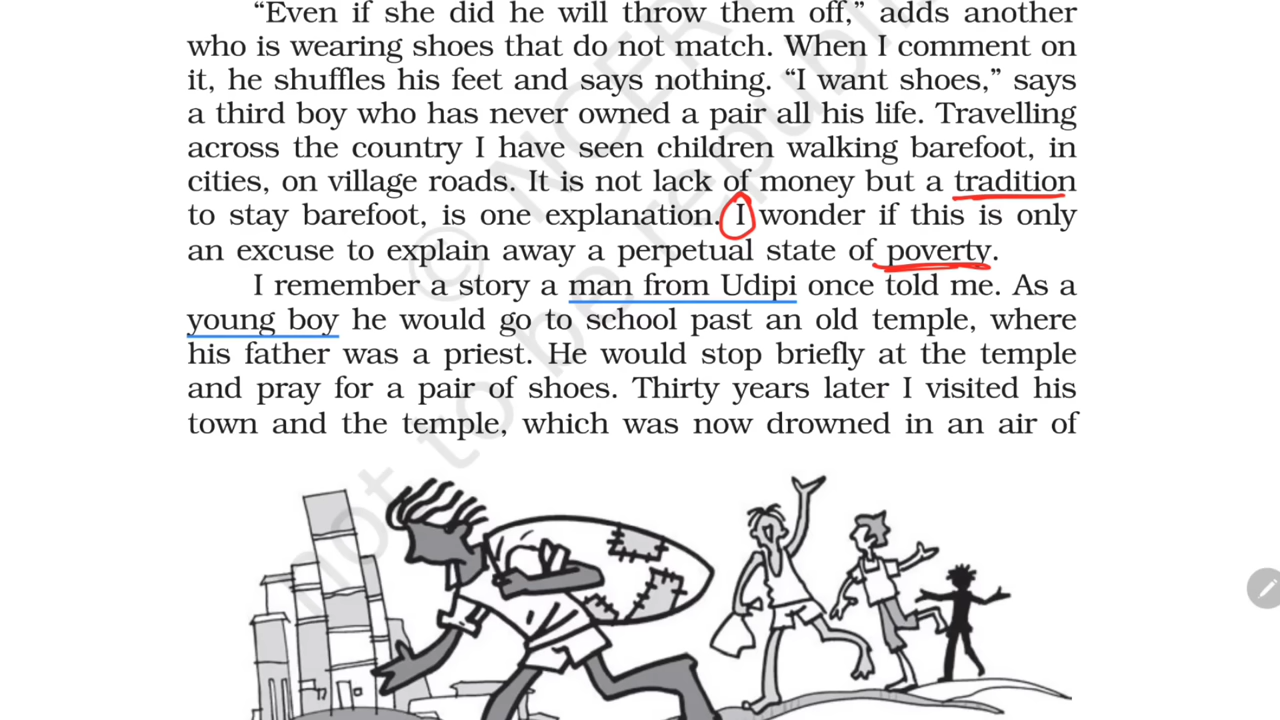 “Even if she did he will throw them off,” adds another
who is wearing shoes that do not match. When I comment on
it, he shuffles his feet and says nothing. “I want shoes,” says
a third boy who has never owned a pair all his life. Travelling
across the country I have seen children walking barefoot, in
cities, on village roads. It is not lack of money but a tradition
to stay barefoot, is one explanation. I wonder if this is only
an excuse to explain away a perpetual state of poverty.
I remember a story a man from Udipi once told me. As a
young boy he would go to school past an old temple, where
his father was a priest. He would stop briefly at the temple
and pray for a pair of shoes. Thirty years later I visited his
town and the temple, which was now drowned in an air of
© NCER
not to be republi